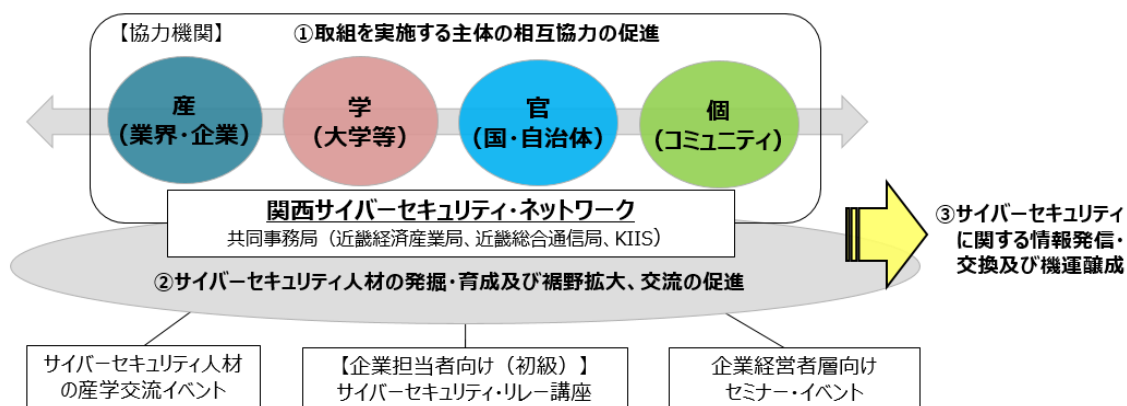 【協力機関】 ①取組を実施する主体の相互協力の促進
産
（業界・企業）
学
（大学等）
官
（国・自治体）
個
（コミュニティ）
関西サイバーセキュリティ・ネットワーク
共同事務局（近畿経済産業局、近畿総合通信局、KIIS）
③サイバーセキュリティ
に関する情報発信・
交換及び機運醸成
②サイバーセキュリティ人材の発掘・育成及び裾野拡大、交流の促進
サイバーセキュリティ人材
の産学交流イベント
【企業担当者向け（初級）】
サイバーセキュリティ・リレー講座
企業経営者層向け
セミナー・イベント